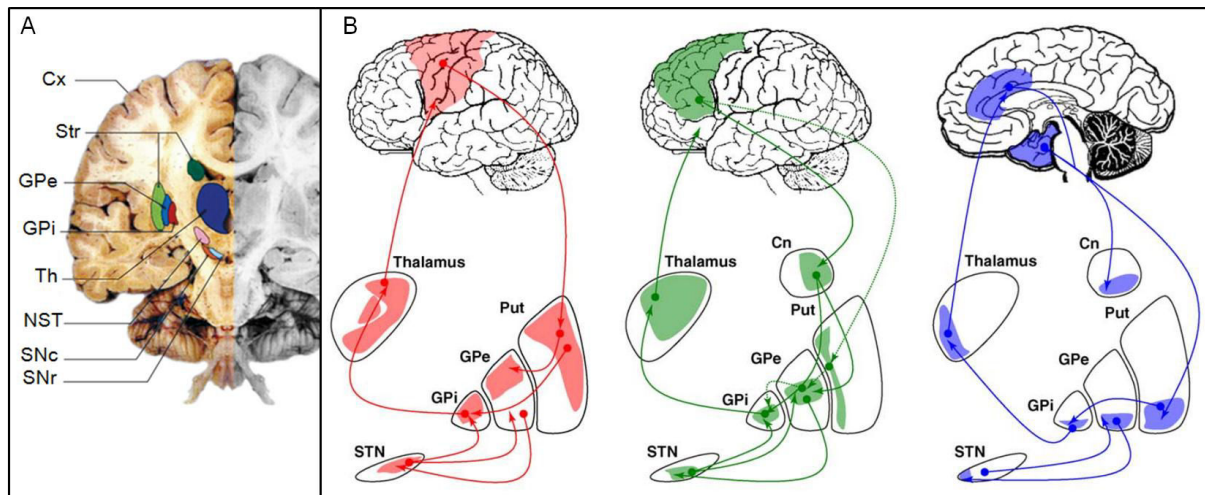 A
Cx
Str
GPe
GPi
Th
NST
SNc
SNr
B
Thalamus
GPe
Put
GPi
STN
Thalamus
Cn
Put
GPe
GPi
STN
Thalamus
Cn
Put
GPe
GPi
STN